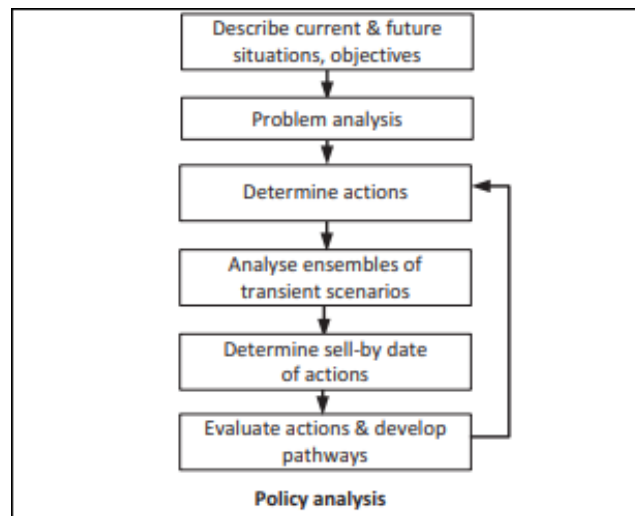 Describe current & future
situations, objectives
Problem analysis
Determine actions
Analyse ensembles of
transient scenarios
Determine sell-by date
of actions
Evaluate actions & develop
pathways
Policy analysis